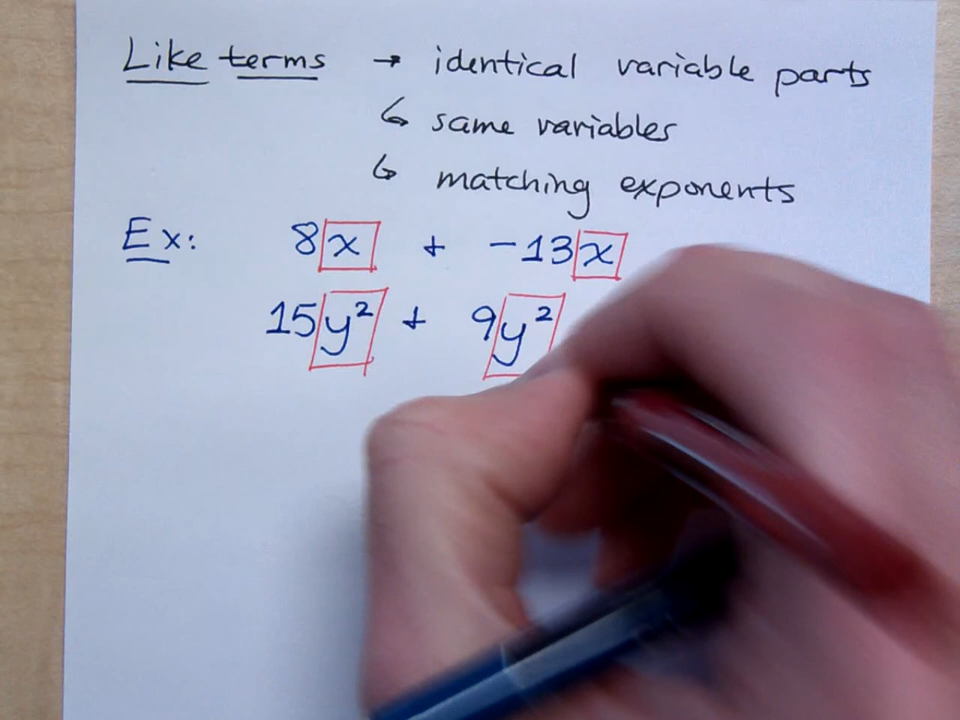 Like terms → identical variable parts
↳ same variables
↳ matching exponents
Ex: 8x + -13x
15y² + 9y²